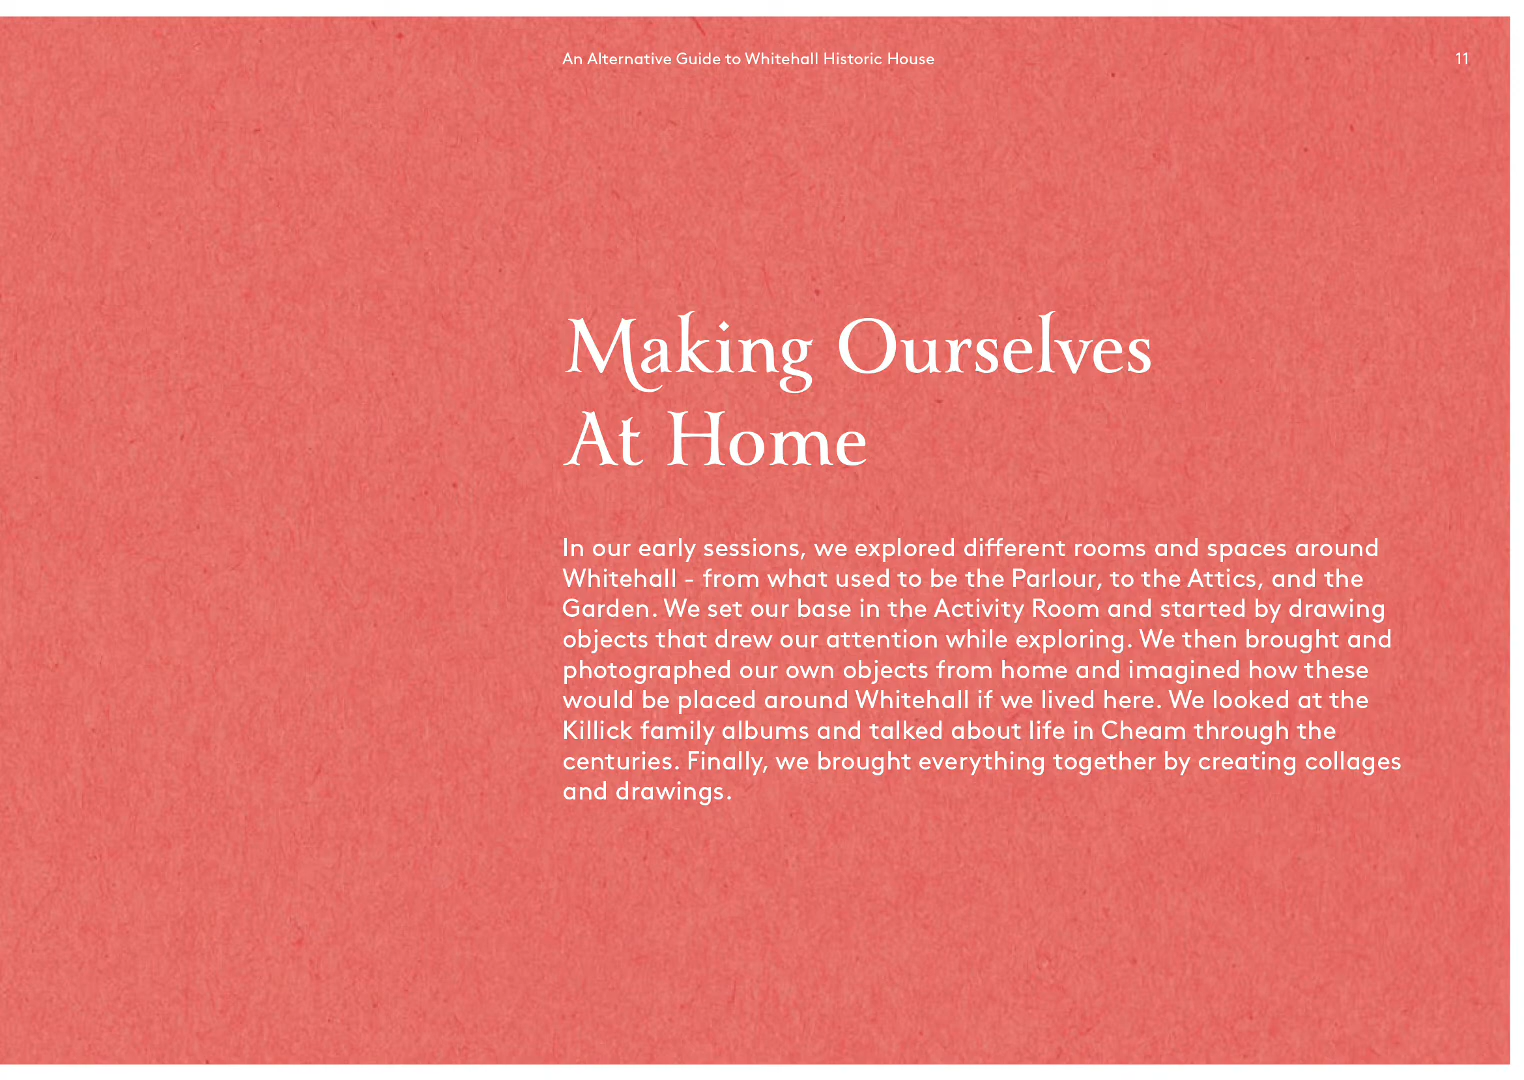 An Alternative Guide to Whitehall Historic House
11
Making Ourselves
At Home
In our early sessions, we explored different rooms and spaces around
Whitehall - from what used to be the Parlour, to the Attics, and the
Garden. We set our base in the Activity Room and started by drawing
objects that drew our attention while exploring. We then brought and
photographed our own objects from home and imagined how these
would be placed around Whitehall if we lived here. We looked at the
Killick family albums and talked about life in Cheam through the
centuries. Finally, we brought everything together by creating collages
and drawings.